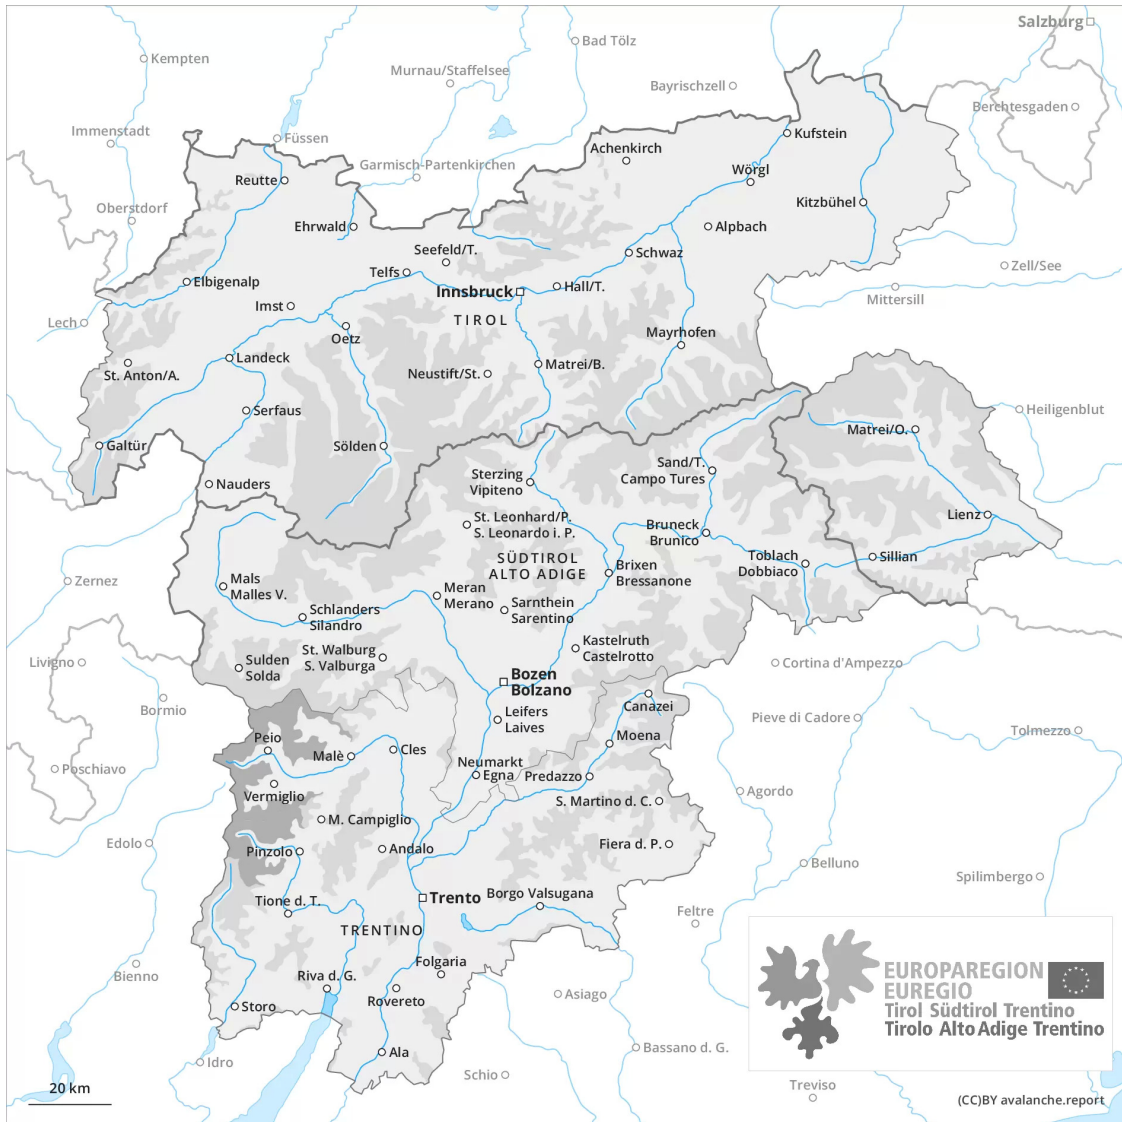 Salzburg
Bad Tölz
Kempten
Murnau/Staffelsee
Bayrischzell
Berchtesgaden
Immenstadt
Füssen
Kufstein
Achenkirch
Garmisch-Partenkirchen
Wörgl
Reutte
Oberstdorf
Kitzbühel
Ehrwald
Alpbach
Seefeld/T.
Schwaz
Zell/See
Telfs
Elbigenalp
Hall/T.
Innsbruck
Mittersill
Imst
TIROL
Lech
Oetz
Mayrhofen
Landeck
St. Anton/A.
Matrei/B.
Neustift/St.
Serfaus
Heiligenblut
Matrei/O.
Galtür
Sölden
Sand/T.
Campo Tures
Sterzing
Vipiteno
Nauders
St. Leonhard/P.
S. Leonardo i. P.
Lienz
Bruneck
Brunico
SÜDTIROL
ALTO ADIGE
Toblach
Dobbiaco
Sillian
Brixen
Bressanone
Zernez
Mals
Malles V.
Meran
Merano
Sarnthein
Sarentino
Schlanders
Silandro
Kastelruth
Castelrotto
St. Walburg
S. Valburga
Livigno
Sulden
Solda
Cortina d'Ampezzo
Bozen
Bolzano
Bormio
Canazei
Leifers
Laives
Pieve di Cadore
Tolmezzo
Peio
Moena
Cles
Malè
Neumarkt
Egna
Predazzo
Poschiavo
Vermiglio
Agordo
S. Martino d. C.
M. Campiglio
Edolo
Pinzolo
Andalo
Fiera d. P.
Belluno
Spilimbergo
Trento
Borgo Valsugana
Tione d. T.
Feltre
TRENTINO
Folgaria
Bienno
Riva d. G.
Rovereto
Asiago
Storo
EUROPAREGION
EUREGIO
Tirol Südtirol Trentino
Tirolo Alto Adige Trentino
Ala
Idro
Bassano d. G.
Schio
Treviso
20 km
(CC)BY avalanche.report